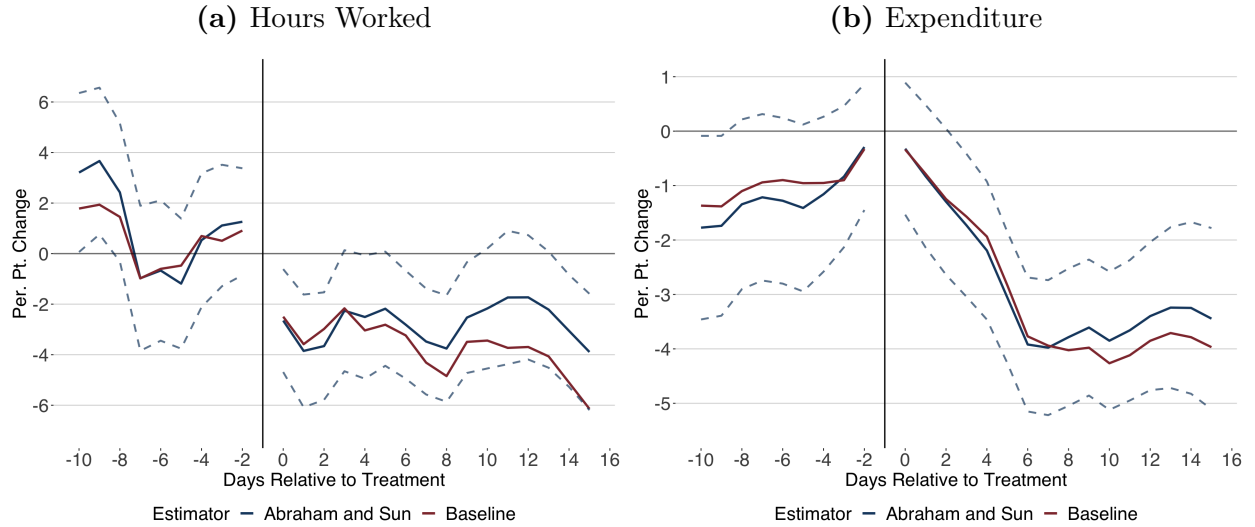 (a) Hours Worked
(b) Expenditure
Per. Pt. Change
6
4
2
0
-2
-4
-6
-10 -8 -6 -4 -2 0 2 4 6 8 10 12 14 16
Days Relative to Treatment
Estimator Abraham and Sun Baseline
Per. Pt. Change
1
0
-1
-2
-3
-4
-5
-10 -8 -6 -4 -2 0 2 4 6 8 10 12 14 16
Days Relative to Treatment
Estimator Abraham and Sun Baseline